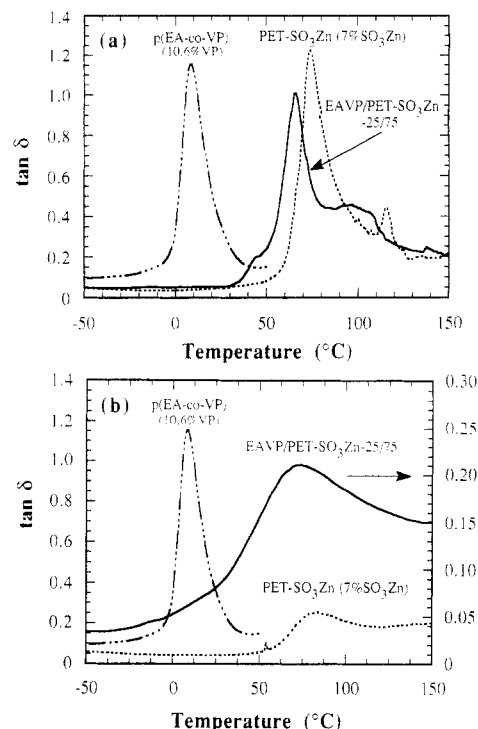 (a)
p(EA-co-VP)
(10.6%VP)
PET-SO3Zn (7%SO3Zn)
EAVP/PET-SO3Zn
-25/75
tan δ
1.4
1.2
1.0
0.8
0.6
0.4
0.2
0
-50 0 50 100 150
Temperature (°C)
(b)
p(EA-co-VP)
(10.6%VP)
EAVP/PET-SO3Zn-25/75
PET-SO3Zn (7%SO3Zn)
tan δ
1.4
1.2
1.0
0.8
0.6
0.4
0.2
0
0.30
0.25
0.20
0.15
0.10
0.05
0
-50 0 50 100 150
Temperature (°C)